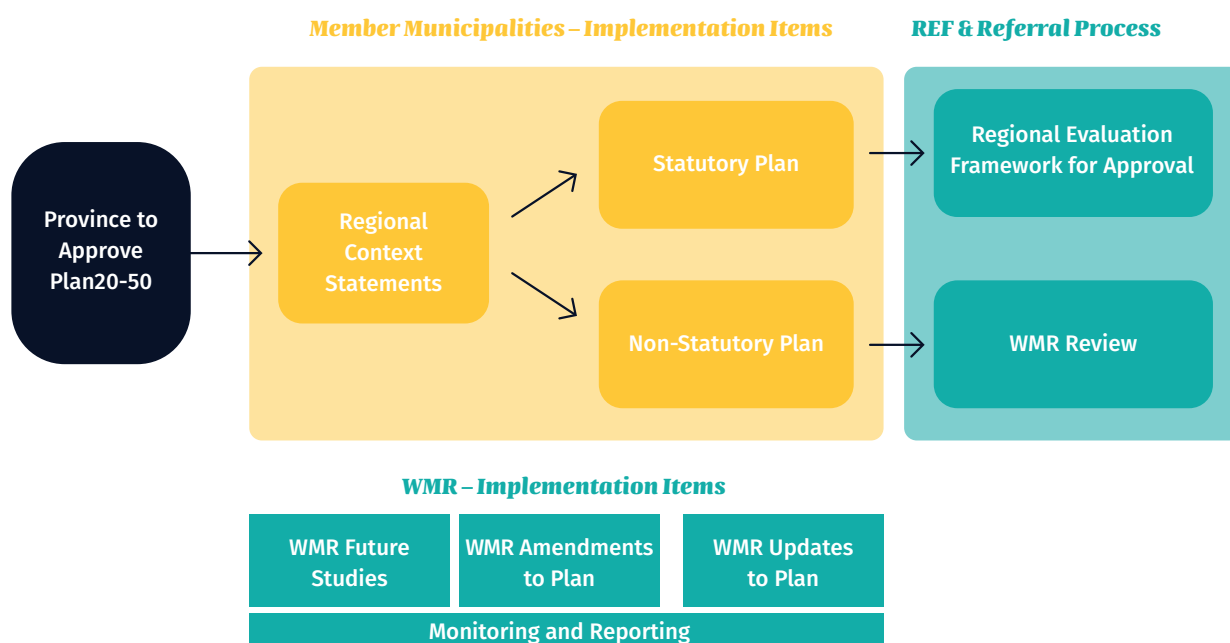 Member Municipalities – Implementation Items
REF & Referral Process
Province to
Approve
Plan20-50
Regional
Context
Statements
Statutory Plan
Non-Statutory Plan
Regional Evaluation
Framework for Approval
WMR Review
WMR – Implementation Items
WMR Future
Studies
WMR Amendments
to Plan
WMR Updates
to Plan
Monitoring and Reporting